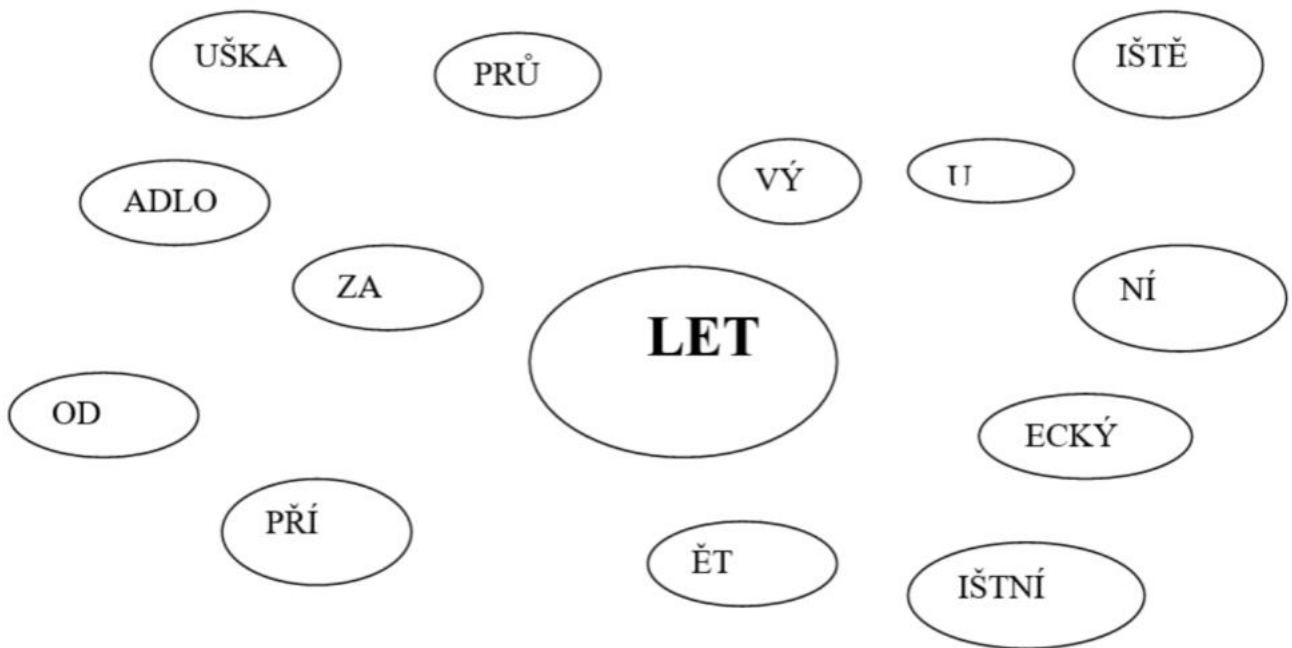 UŠKA
PRŮ
IŠTĚ
ADLO
VÝ
U
ZA
LET
NÍ
OD
ECKÝ
PŘÍ
ĚT
IŠTNÍ